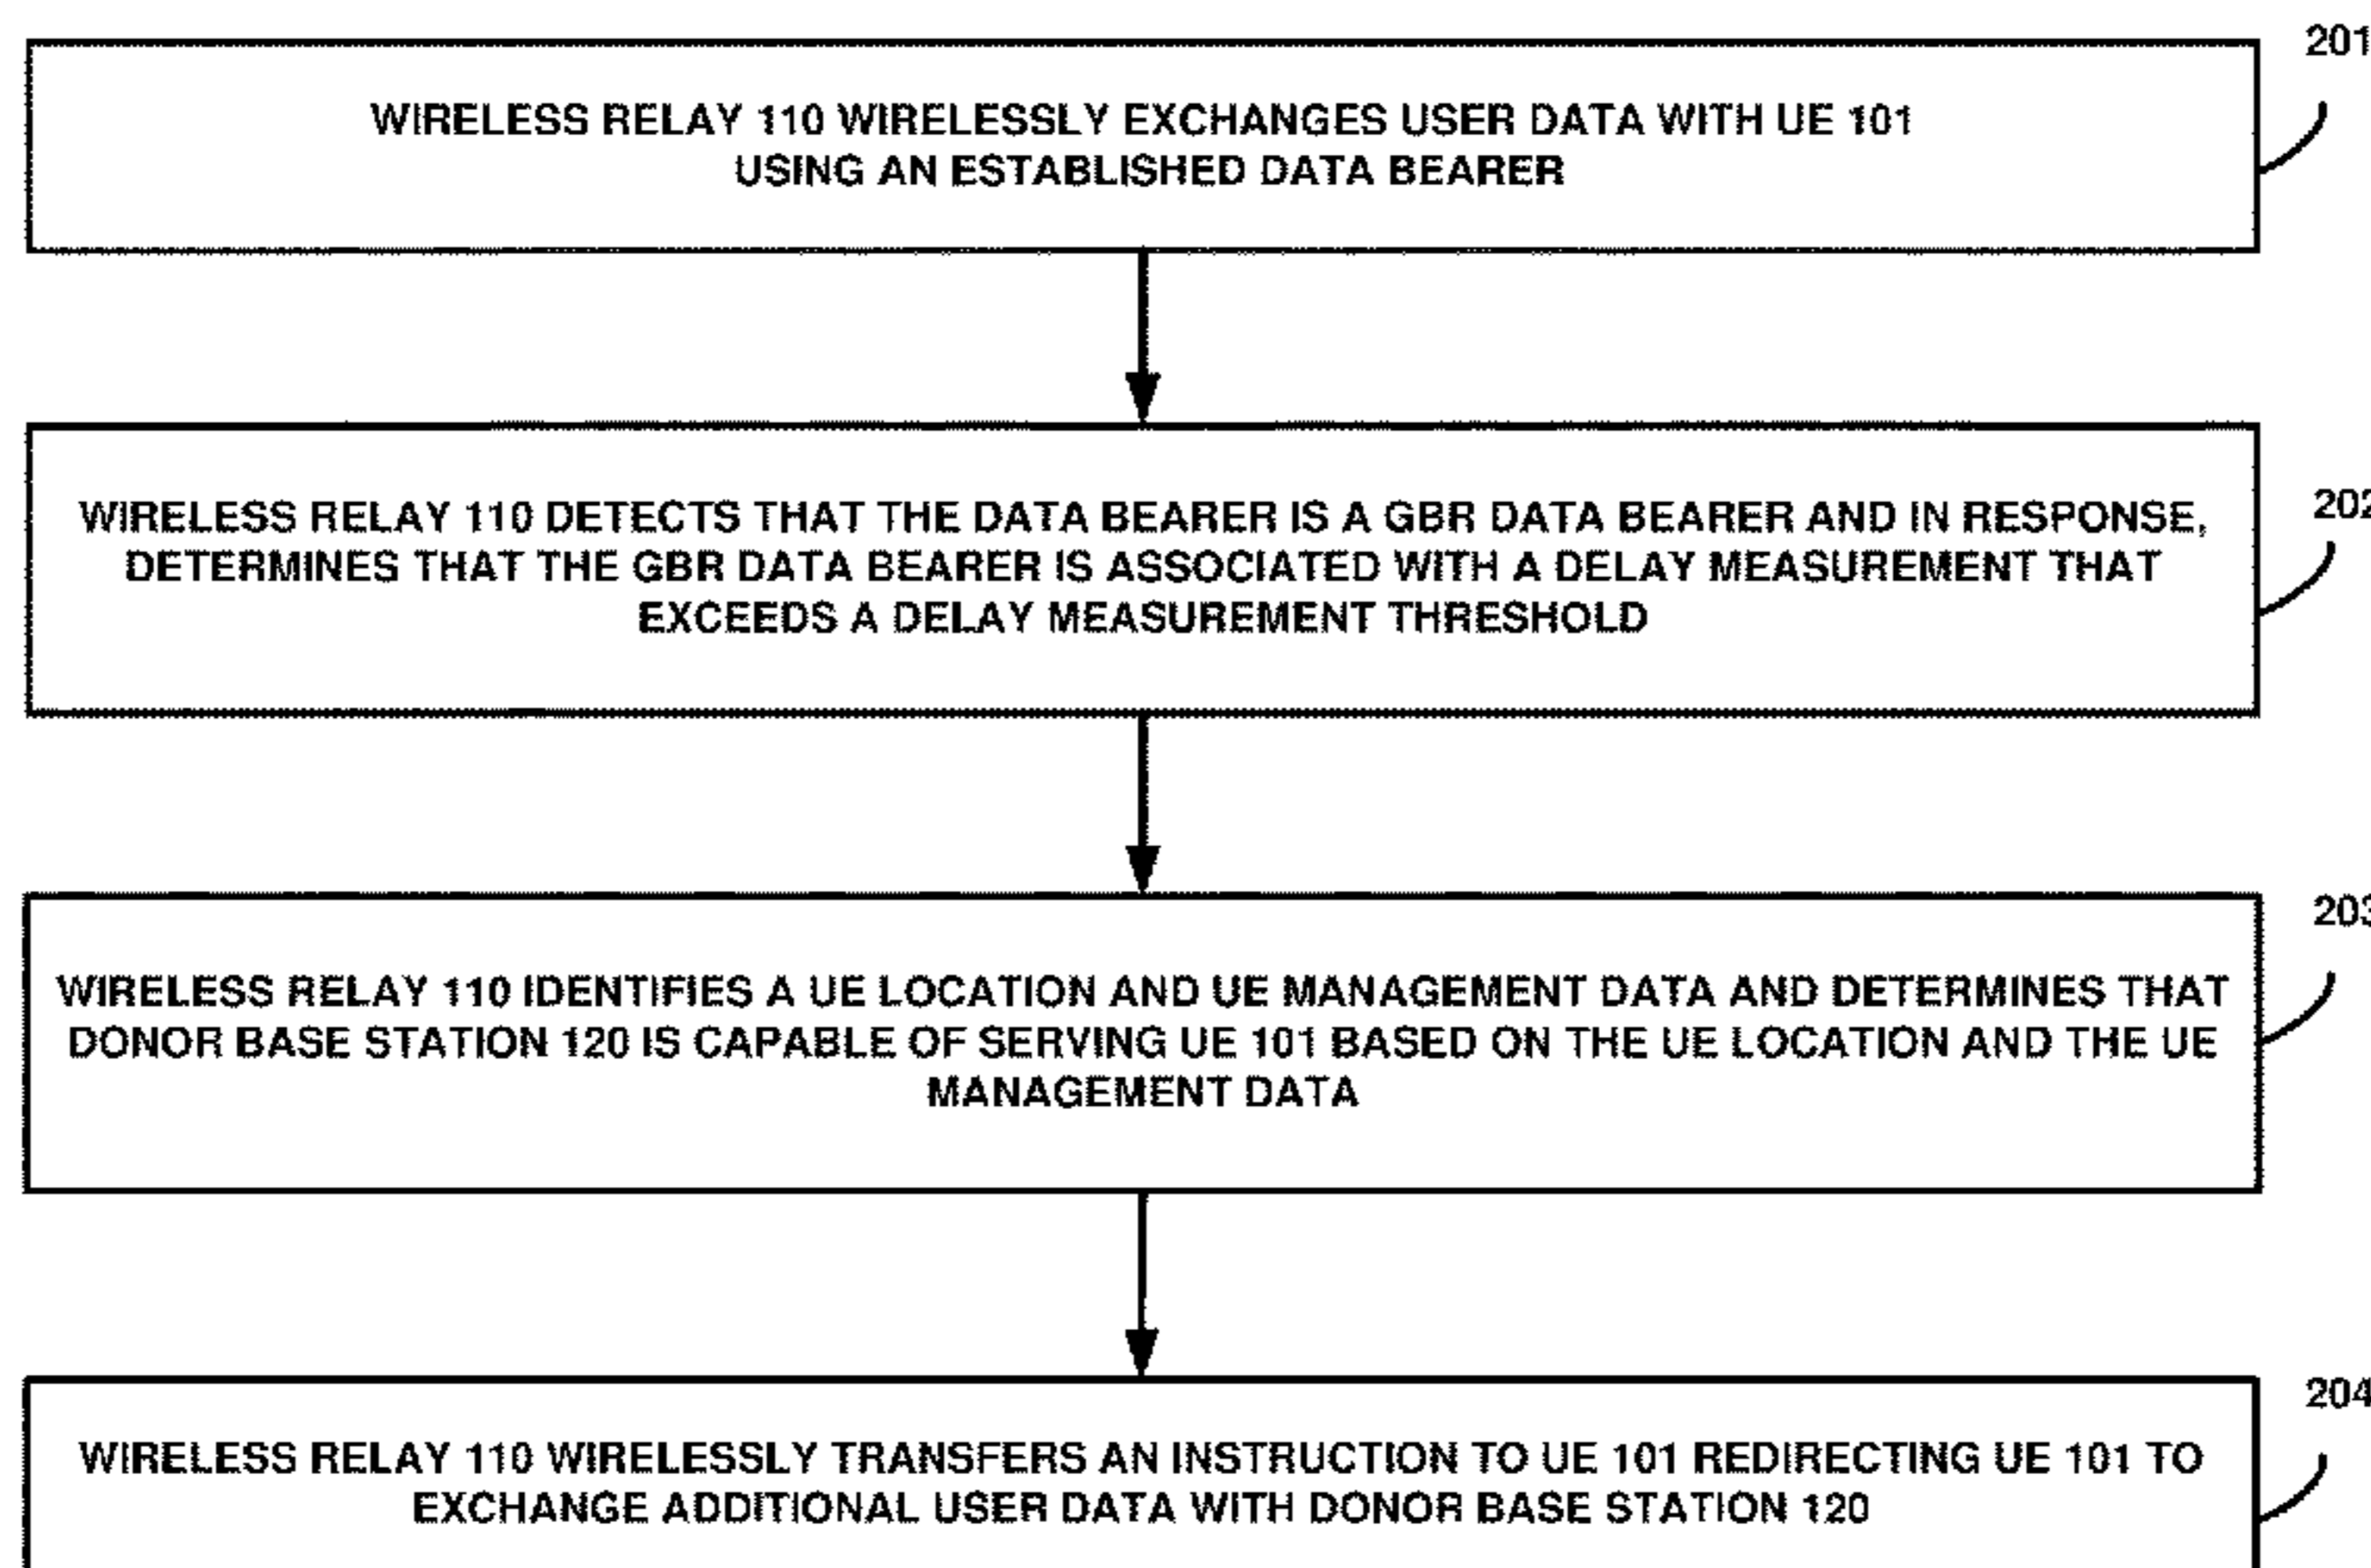 201
WIRELESS RELAY 110 WIRELESSLY EXCHANGES USER DATA WITH UE 101
USING AN ESTABLISHED DATA BEARER
202
WIRELESS RELAY 110 DETECTS THAT THE DATA BEARER IS A GBR DATA BEARER AND IN RESPONSE,
DETERMINES THAT THE GBR DATA BEARER IS ASSOCIATED WITH A DELAY MEASUREMENT THAT
EXCEEDS A DELAY MEASUREMENT THRESHOLD
203
WIRELESS RELAY 110 IDENTIFIES A UE LOCATION AND UE MANAGEMENT DATA AND DETERMINES THAT
DONOR BASE STATION 120 IS CAPABLE OF SERVING UE 101 BASED ON THE UE LOCATION AND THE UE
MANAGEMENT DATA
204
WIRELESS RELAY 110 WIRELESSLY TRANSFERS AN INSTRUCTION TO UE 101 REDIRECTING UE 101 TO
EXCHANGE ADDITIONAL USER DATA WITH DONOR BASE STATION 120